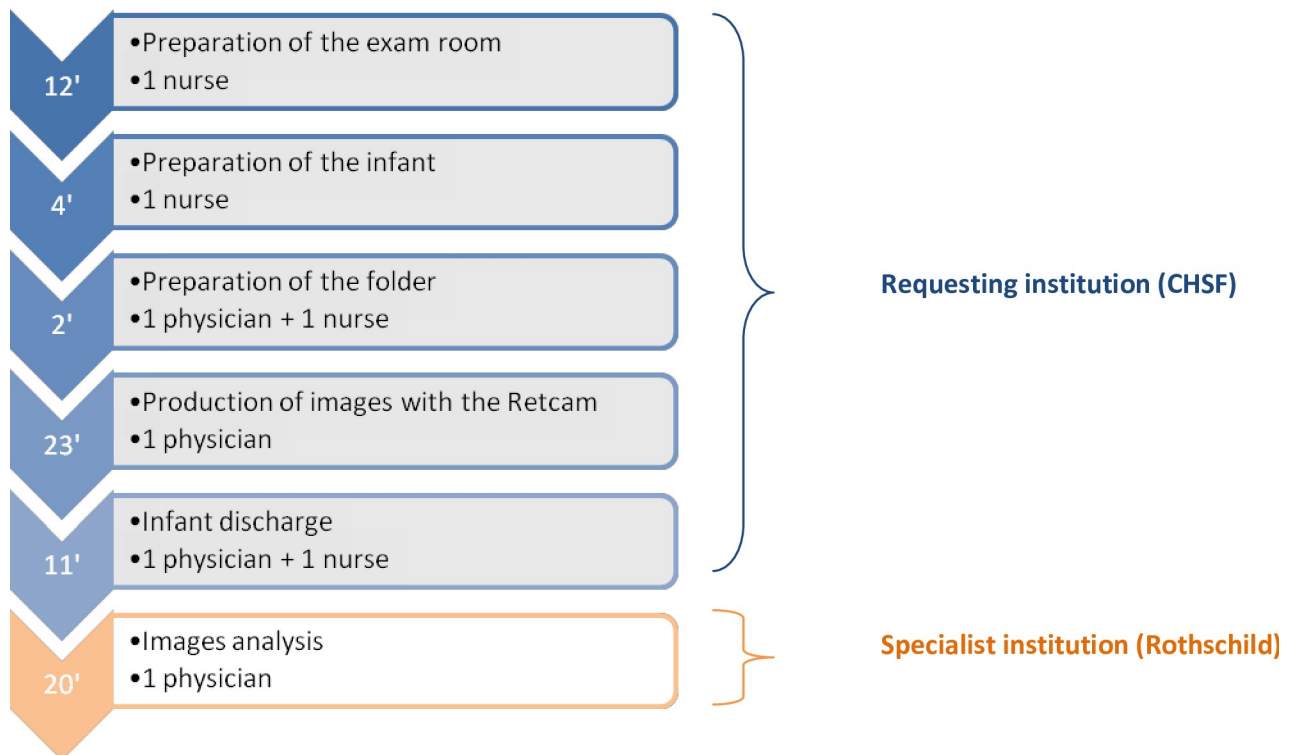 12'
•Preparation of the exam room
•1 nurse
4'
•Preparation of the infant
•1 nurse
2'
•Preparation of the folder
•1 physician + 1 nurse
Requesting institution (CHSF)
23'
•Production of images with the Retcam
•1 physician
11'
•Infant discharge
•1 physician + 1 nurse
20'
•Images analysis
•1 physician
Specialist institution (Rothschild)